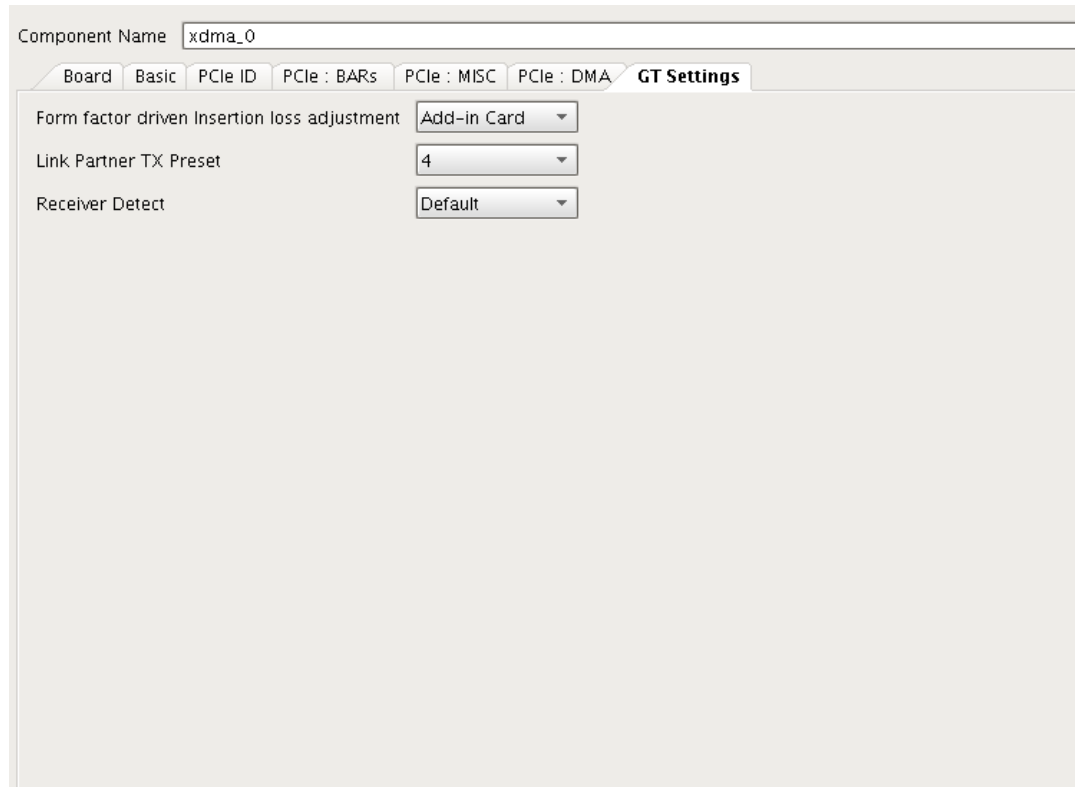 Component Name xdma_0
Board Basic PCIe ID PCIe : BARs PCIe : MISC PCIe : DMA GT Settings
Form factor driven Insertion loss adjustment Add-in Card
Link Partner TX Preset 4
Receiver Detect Default